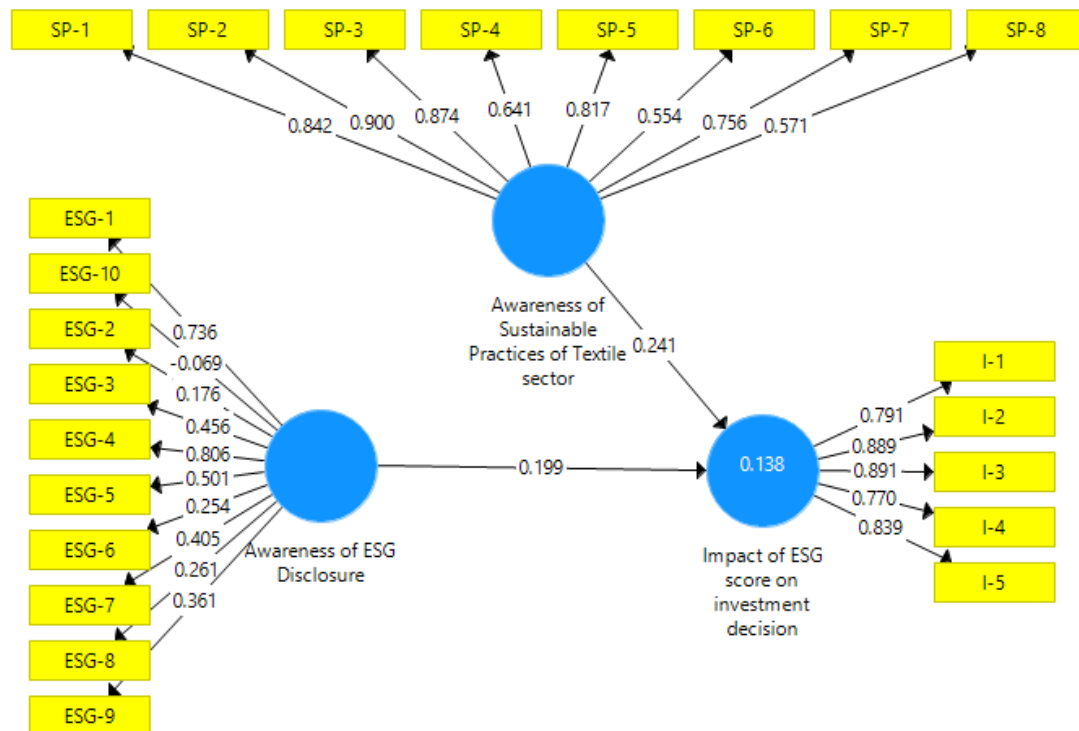 SP-1
SP-2
SP-3
SP-4
SP-5
SP-6
SP-7
SP-8
0.842
0.900
0.874
0.641
0.817
0.554
0.756
0.571
Awareness of
Sustainable
Practices of Textile
sector
0.241
ESG-1
ESG-10
ESG-2
ESG-3
ESG-4
ESG-5
ESG-6
ESG-7
ESG-8
ESG-9
0.736
-0.069
0.176
0.456
0.806
0.501
0.254
0.405
0.261
0.361
Awareness of ESG
Disclosure
0.199
0.138
Impact of ESG
score on
investment
decision
0.791
0.889
0.891
0.770
0.839
I-1
I-2
I-3
I-4
I-5